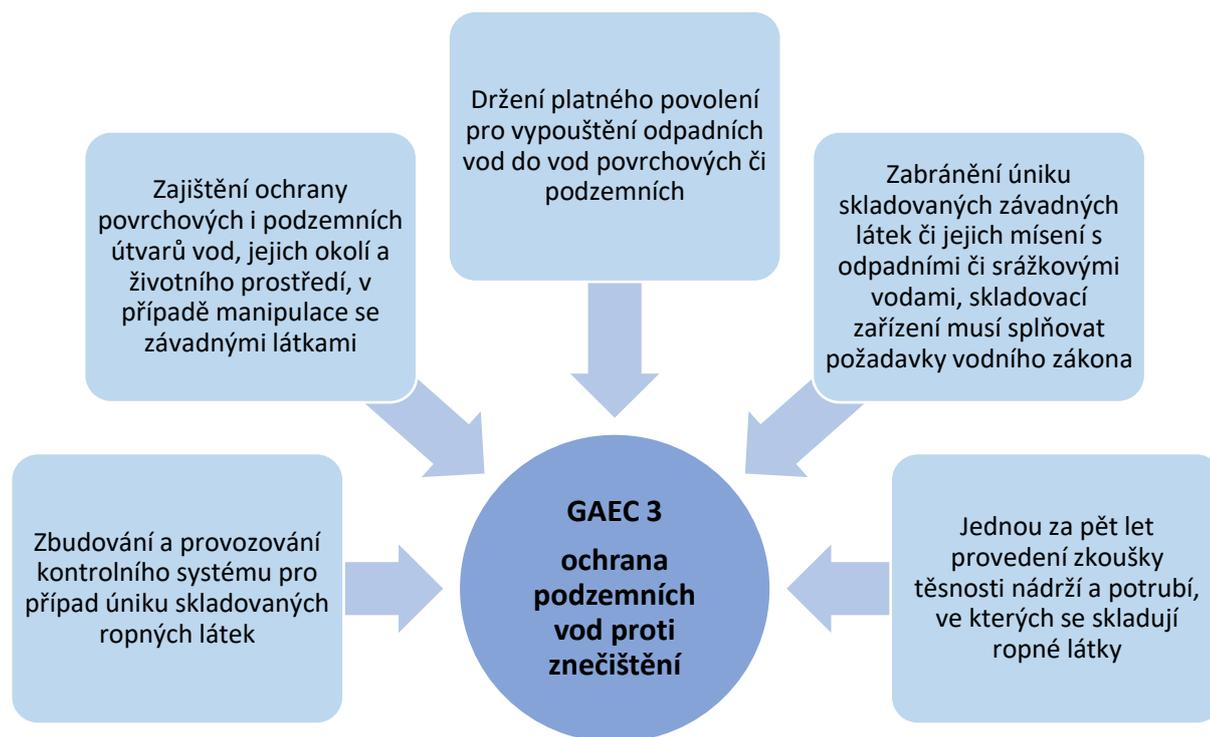 Držení platného povolení
pro vypouštění odpadních
vod do vod povrchových či
podzemních
Zajištění ochrany
povrchových i podzemních
útvarů vod, jejich okolí a
životního prostředí, v
případě manipulace se
závadnými látkami
Zabránění úniku
skladovaných závadných
látek či jejich mísení s
odpadními či srážkovými
vodami, skladovací
zařízení musí splňovat
požadavky vodního zákona
Zbudování a provozování
kontrolního systému pro
případ úniku skladovaných
ropných látek
GAEC 3
ochrana
podzemních
vod proti
znečištění
Jednou za pět let
provedení zkoušky
těsnosti nádrží a potrubí,
ve kterých se skladují
ropné látky